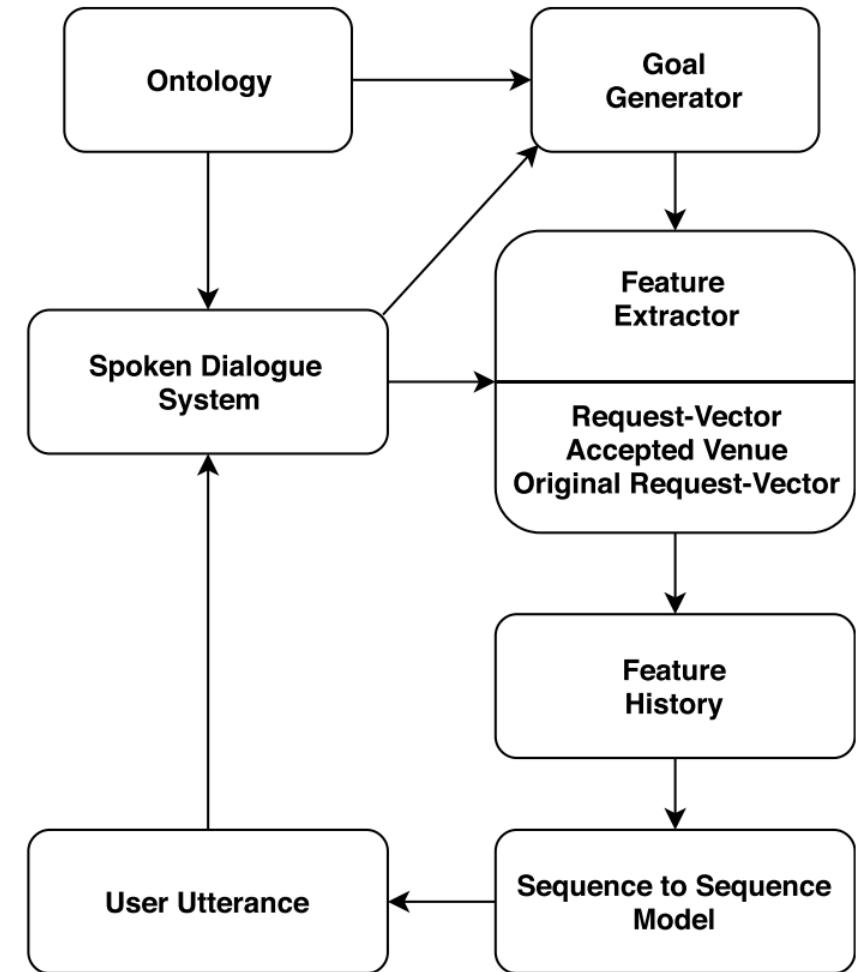 Ontology
Goal
Generator
Feature
Extractor
Spoken Dialogue
System
Request-Vector
Accepted Venue
Original Request-Vector
Feature
History
User Utterance
Sequence to Sequence
Model